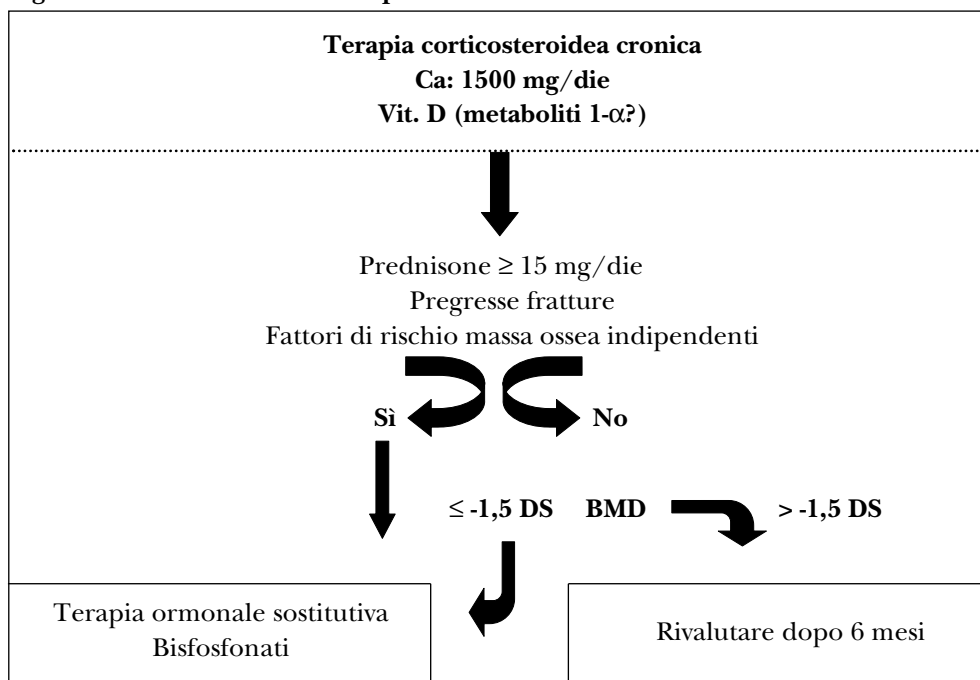 Terapia corticosteroidea cronica
Ca: 1500 mg/die
Vit. D (metaboliti 1-α?)
Prednisone ≥ 15 mg/die
Pregresse fratture
Fattori di rischio massa ossea indipendenti
Sì No
≤ -1,5 DS BMD > -1,5 DS
Terapia ormonale sostitutiva
Bisfosfonati
Rivalutare dopo 6 mesi